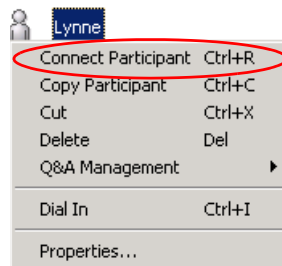 Lynne
Connect Participant Ctrl+R
Copy Participant Ctrl+C
Cut Ctrl+X
Delete Del
Q&A Management
Dial In Ctrl+I
Properties...